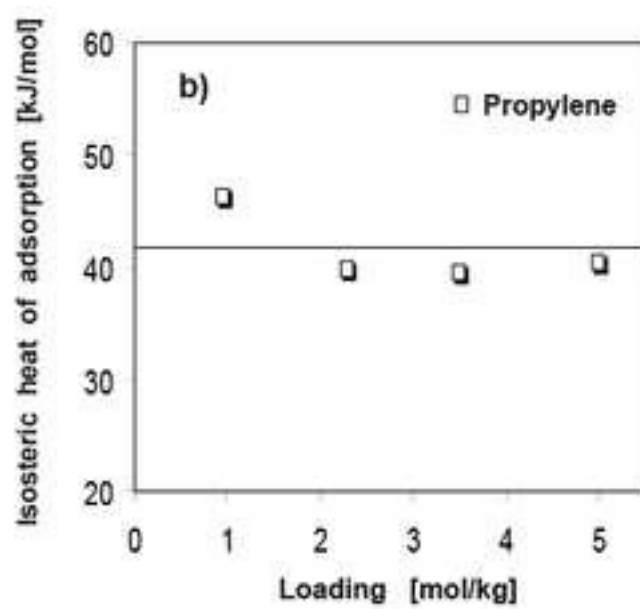 60
b)
Propylene
50
40
30
20
0 1 2 3 4 5
Loading [mol/kg]
Isosteric heat of adsorption [kJ/mol]